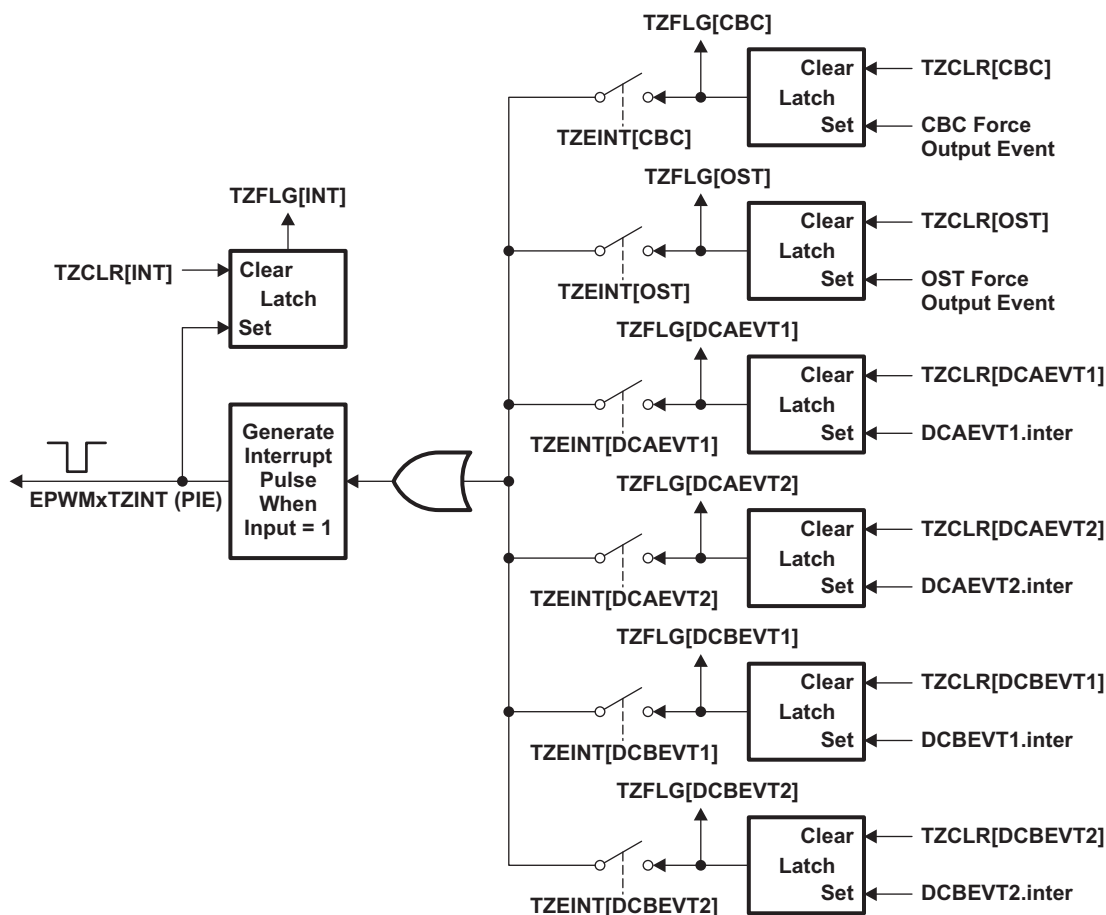 TZFLG[CBC]
Clear
Latch
Set
TZCLR[CBC]
CBC Force
Output Event
TZEINT[CBC]
TZFLG[OST]
Clear
Latch
Set
TZCLR[OST]
OST Force
Output Event
TZEINT[OST]
TZFLG[INT]
TZCLR[INT]
Clear
Latch
Set
TZFLG[DCAEVT1]
Clear
Latch
Set
TZCLR[DCAEVT1]
DCAEVT1.inter
TZEINT[DCAEVT1]
Generate
Interrupt
Pulse
When
Input = 1
EPWMxTZINT (PIE)
TZFLG[DCAEVT2]
Clear
Latch
Set
TZCLR[DCAEVT2]
DCAEVT2.inter
TZEINT[DCAEVT2]
TZFLG[DCBEVT1]
Clear
Latch
Set
TZCLR[DCBEVT1]
DCBEVT1.inter
TZEINT[DCBEVT1]
TZFLG[DCBEVT2]
Clear
Latch
Set
TZCLR[DCBEVT2]
DCBEVT2.inter
TZEINT[DCBEVT2]